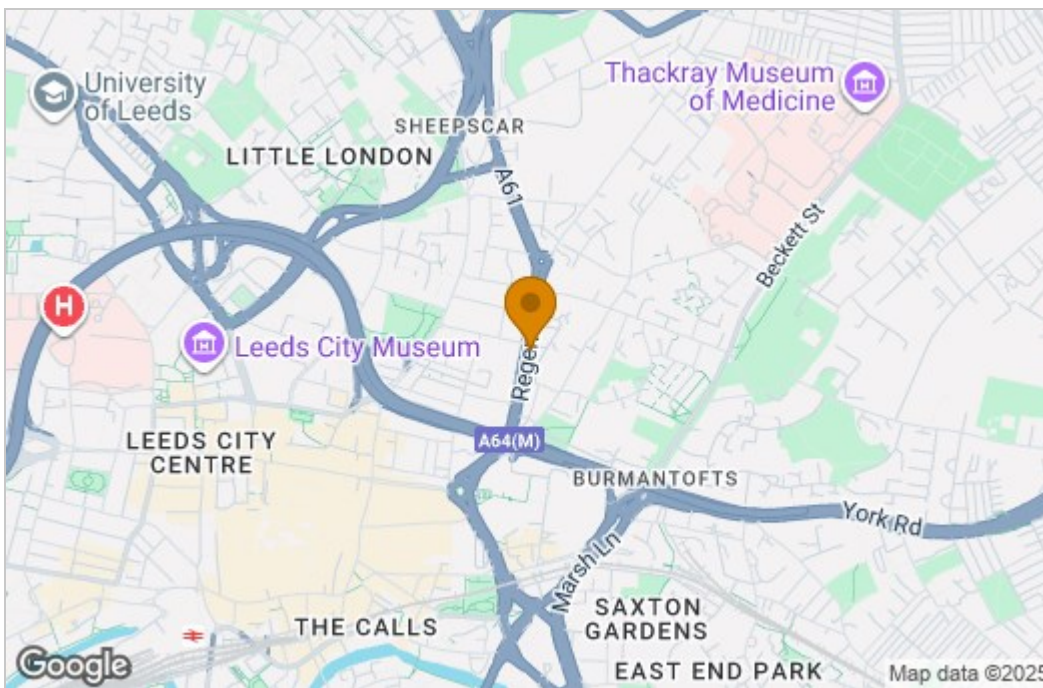 University
of Leeds
Thackray Museum
of Medicine
SHEEPSCAR
LITTLE LONDON
A61
Beckett St
H
Leeds City Museum
Rege
A64(M)
LEEDS CITY
CENTRE
BURMANTOFTS
York Rd
Marsh Ln
SAXTON
GARDENS
THE CALLS
EAST END PARK
Google
Map data ©2025